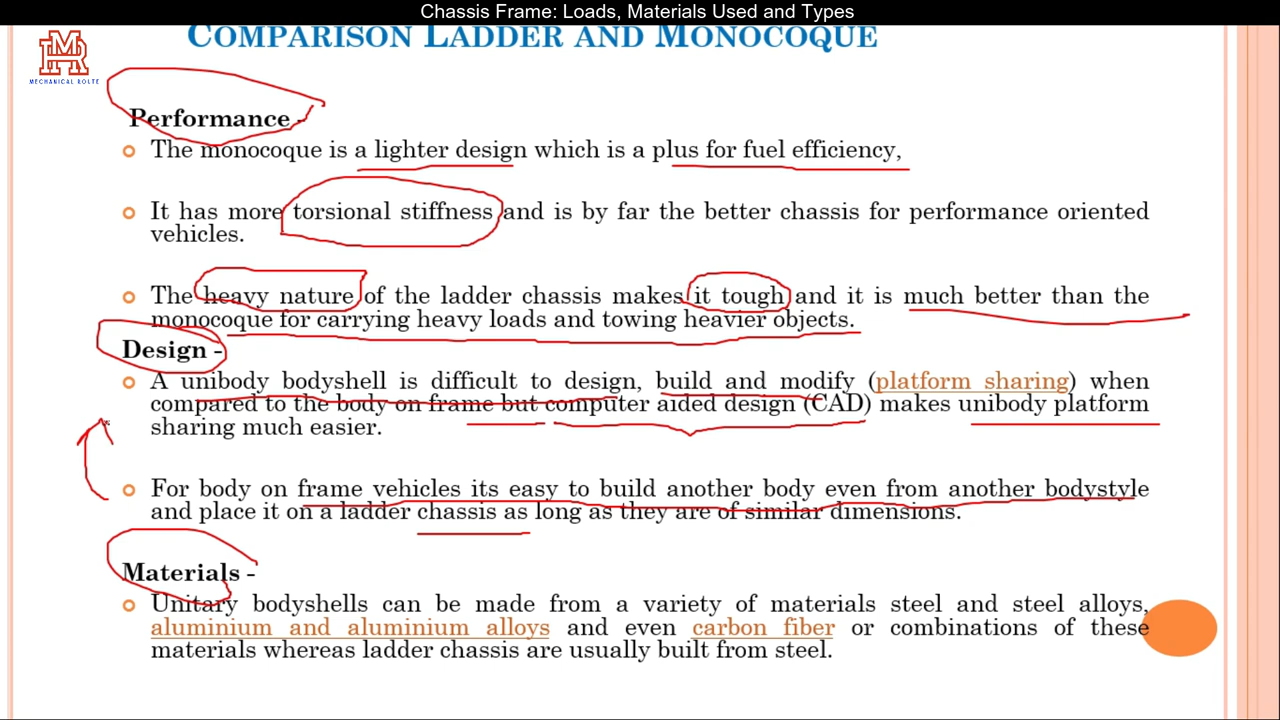 Chassis Frame: Loads, Materials Used and Types
COMPARISON LADDER AND MONOCOQUE
MR
MECHANICAL ROLTE
Performance -
The monocoque is a lighter design which is a plus for fuel efficiency,
It has more torsional stiffness and is by far the better chassis for performance oriented
vehicles.
The heavy nature of the ladder chassis makes it tough and it is much better than the
monocoque for carrying heavy loads and towing heavier objects.
Design -
A unibody bodyshell is difficult to design, build and modify (platform sharing) when
compared to the body on frame but computer aided design (CAD) makes unibody platform
sharing much easier.
For body on frame vehicles its easy to build another body even from another bodystyle
and place it on a ladder chassis as long as they are of similar dimensions.
Materials -
Unitary bodyshells can be made from a variety of materials steel and steel alloys,
aluminium and aluminium alloys and even carbon fiber or combinations of these
materials whereas ladder chassis are usually built from steel.